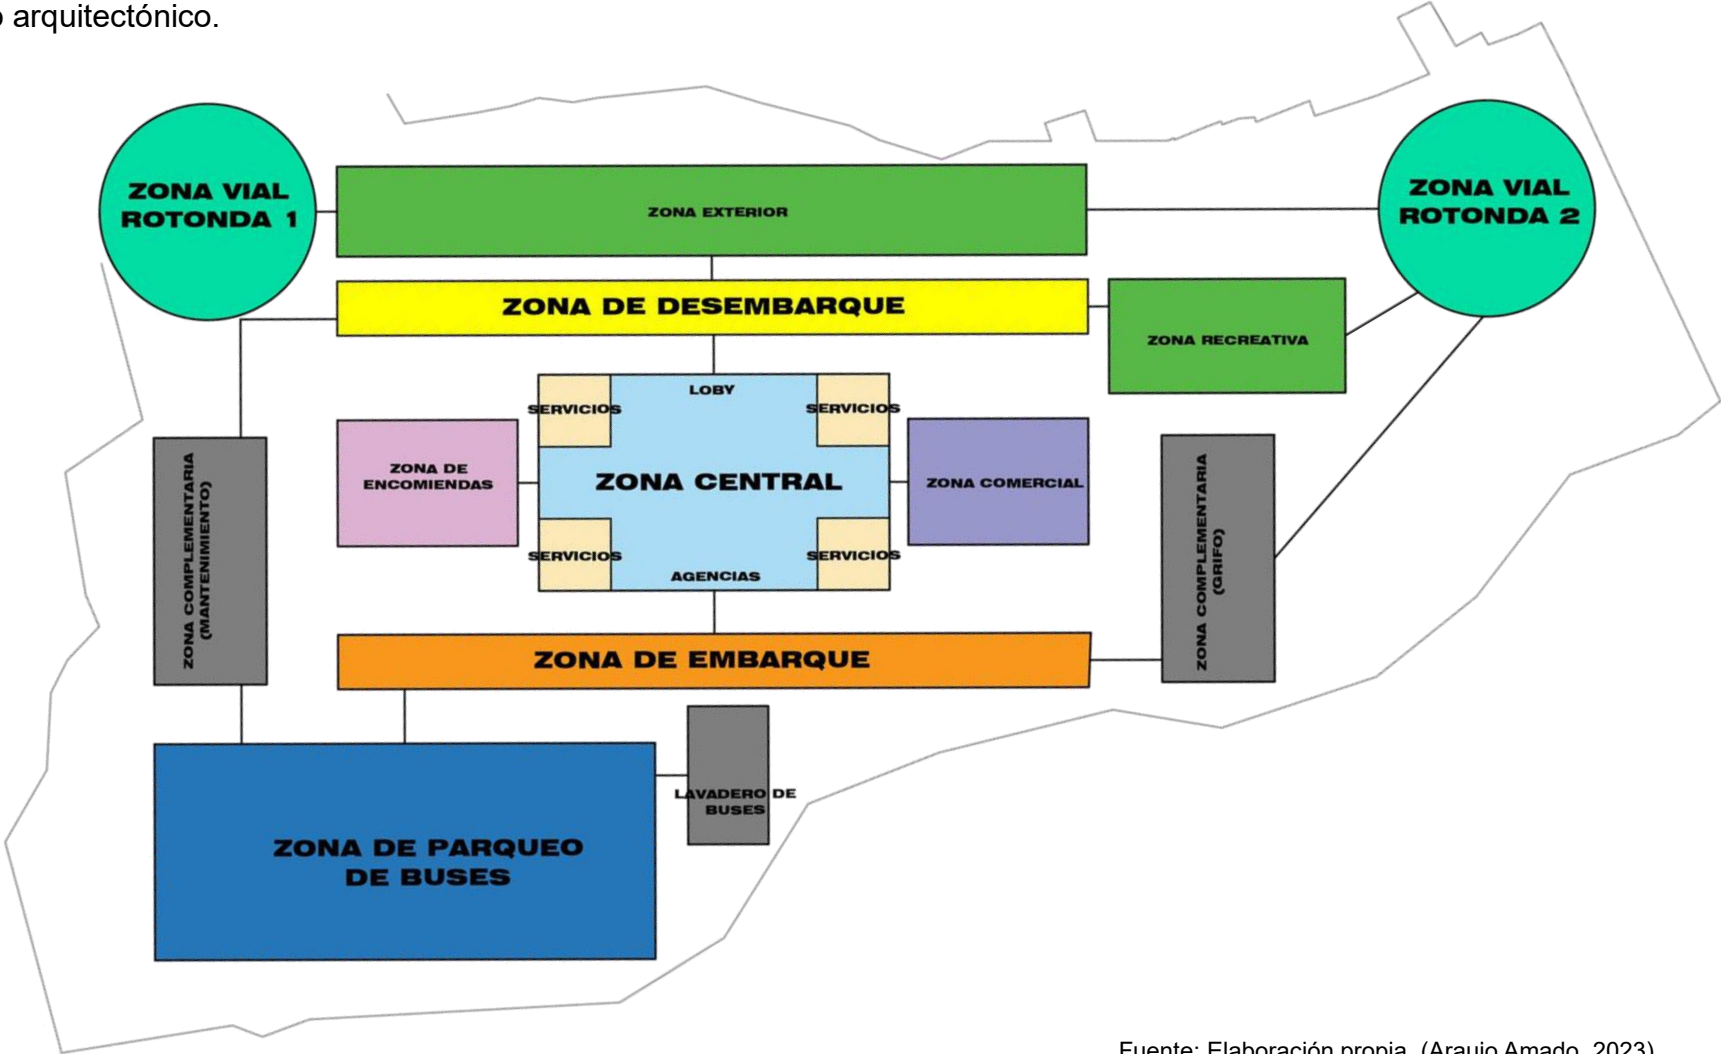 o arquitectónico.
ZONA VIAL
ROTONDA 1
ZONA EXTERIOR
ZONA VIAL
ROTONDA 2
ZONA DE DESEMBARQUE
ZONA RECREATIVA
LOBY
SERVICIOS
SERVICIOS
ZONA DE
ENCOMIENDAS
ZONA CENTRAL
ZONA COMERCIAL
SERVICIOS
SERVICIOS
AGENCIAS
ZONA COMPLEMENTARIA
(MANTENIMIENTO)
ZONA COMPLEMENTARIA
(GRIFO)
ZONA DE EMBARQUE
LAVADERO DE
BUSES
ZONA DE PARQUEO
DE BUSES
Fuente: Elaboración propia. (Araujo Amado, 2023)